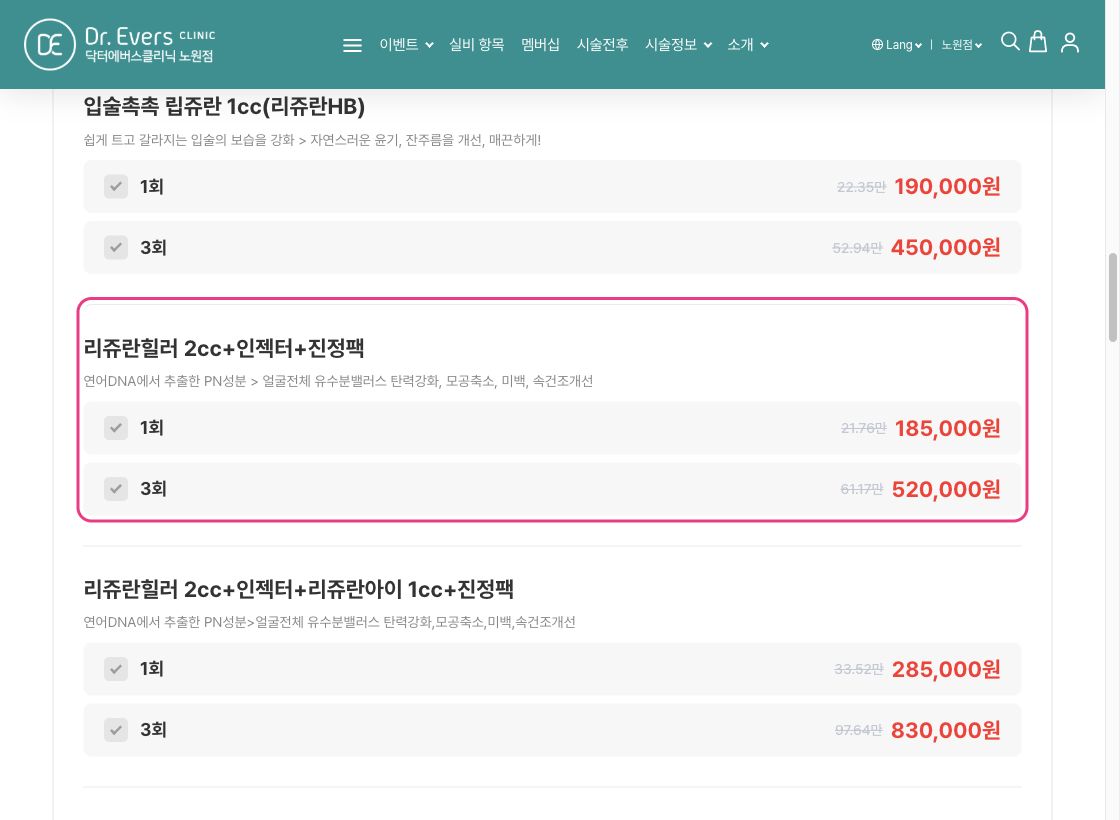 Dr. Evers CLINIC
닥터에버스클리닉 노원점
이벤트 실비 항목 멤버십 시술전후 시술정보 소개
Lang | 노원점
입술촉촉 립쥬란 1cc(리쥬란HB)
쉽게 트고 갈라지는 입술의 보습을 강화 > 자연스러운 윤기, 잔주름을 개선, 매끈하게!
1회 22.35만 190,000원
3회 52.94만 450,000원
리쥬란힐러 2cc+인젝터+진정팩
연어DNA에서 추출한 PN성분 > 얼굴전체 유수분밸러스 탄력강화, 모공축소, 미백, 속건조개선
1회 21.76만 185,000원
3회 61.17만 520,000원
리쥬란힐러 2cc+인젝터+리쥬란아이 1cc+진정팩
연어DNA에서 추출한 PN성분>얼굴전체 유수분밸러스 탄력강화,모공축소,미백,속건조개선
1회 33.52만 285,000원
3회 97.64만 830,000원